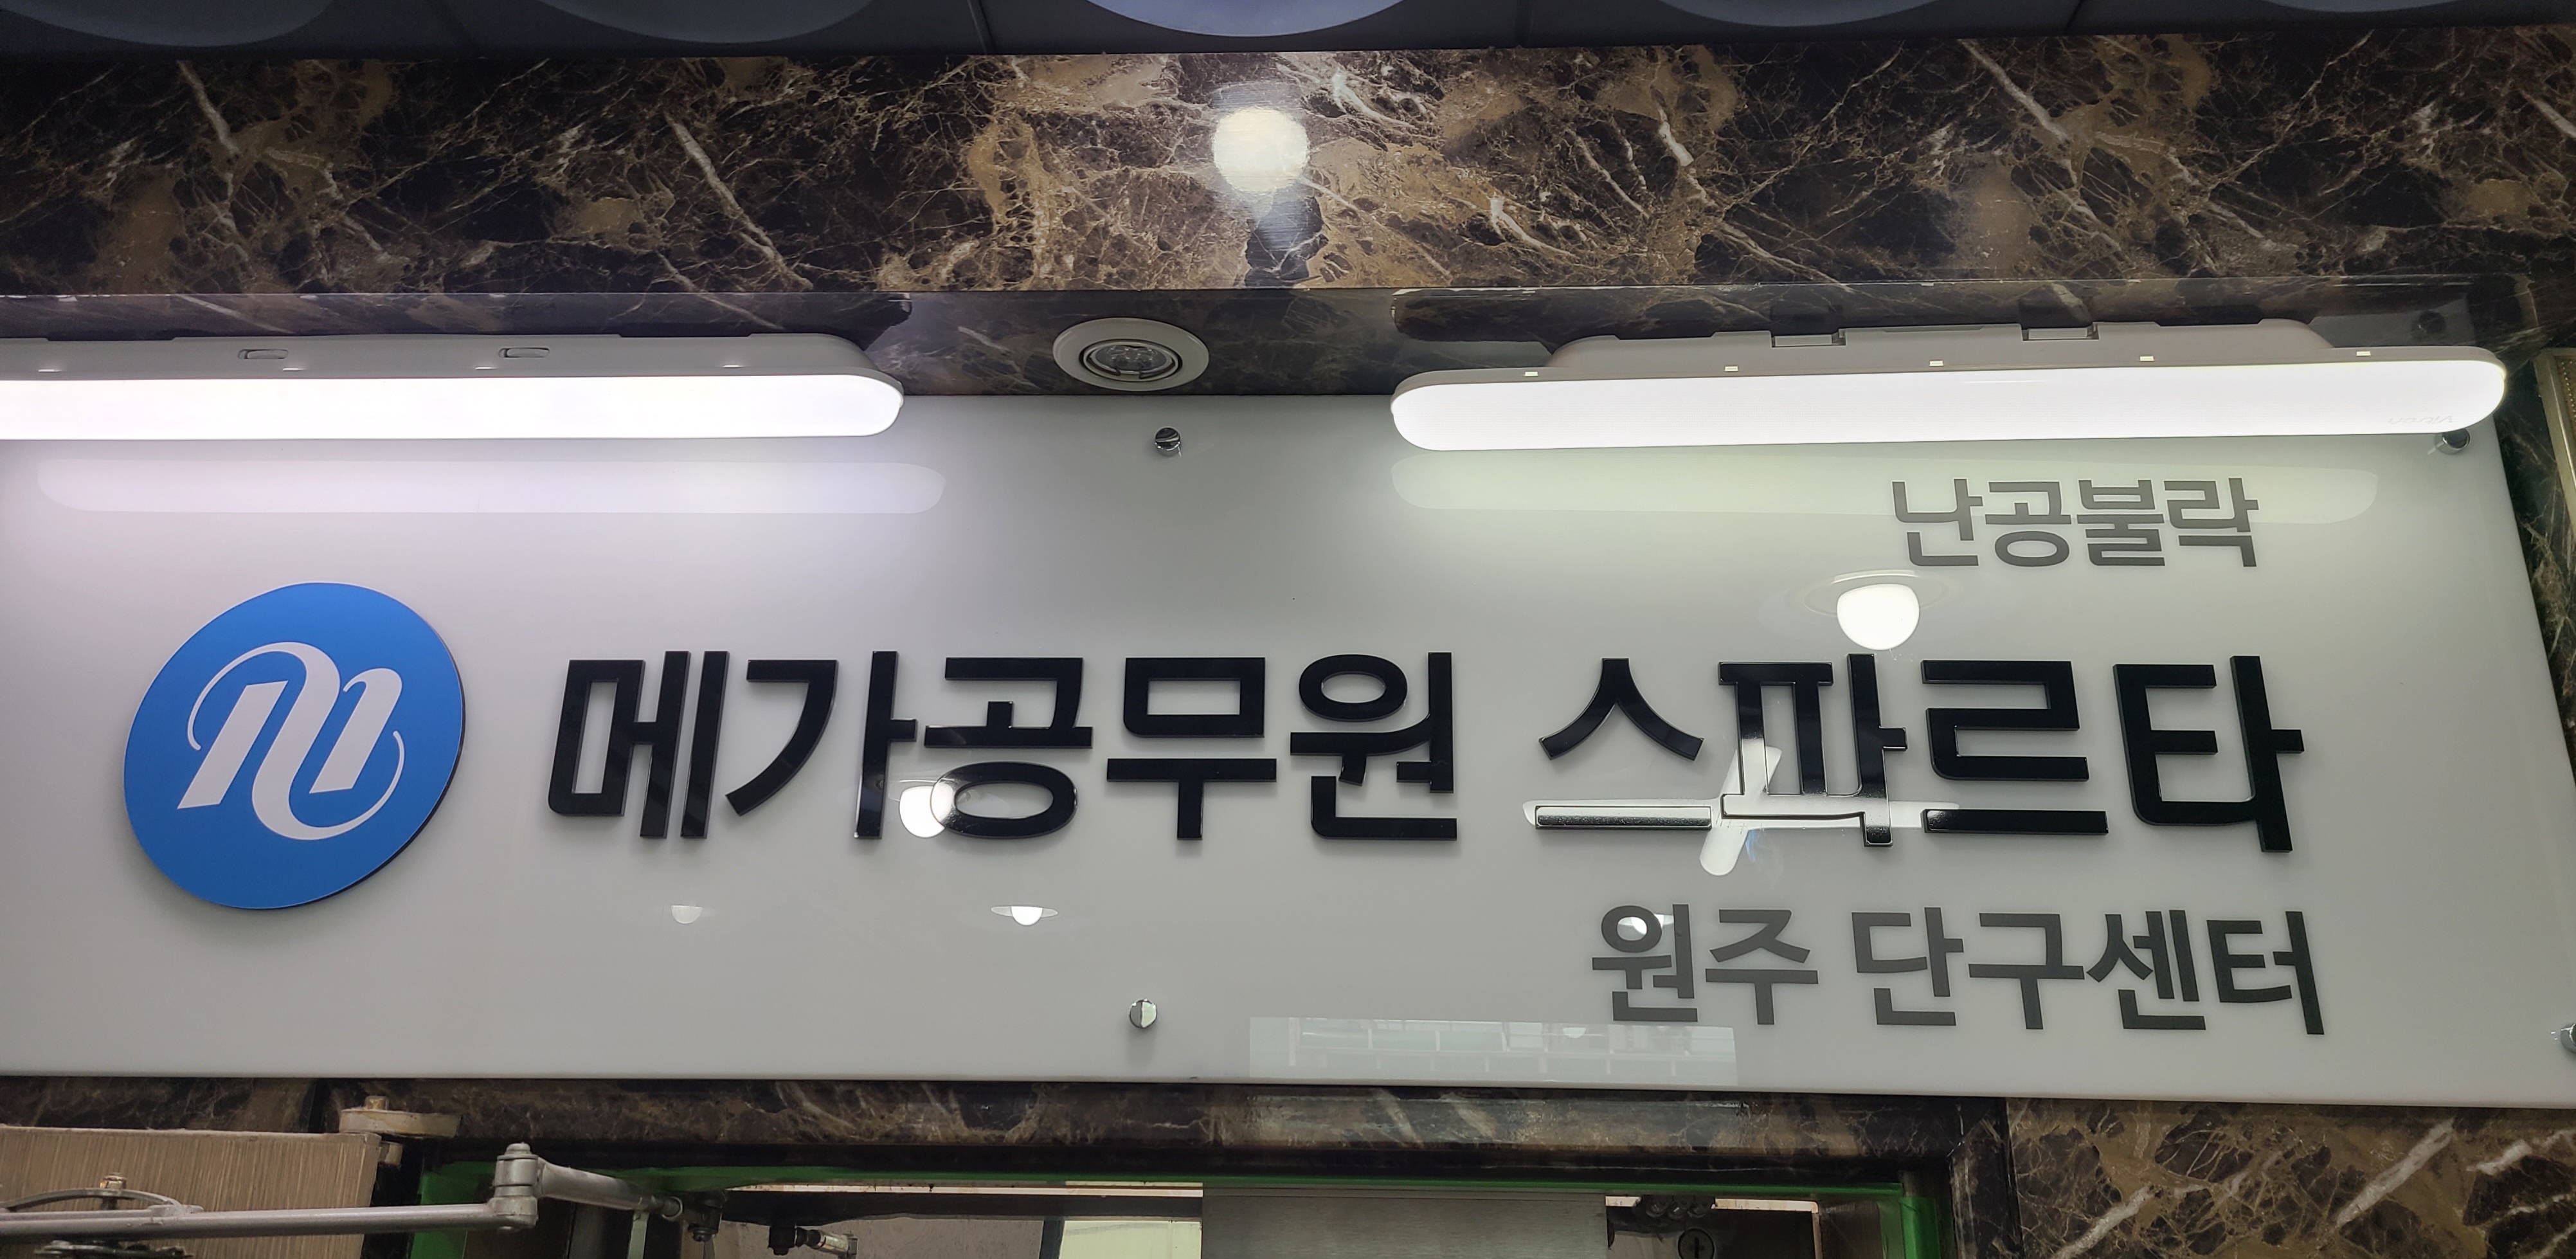 난공불락
메가공무원 스파르타
원주 단구센터